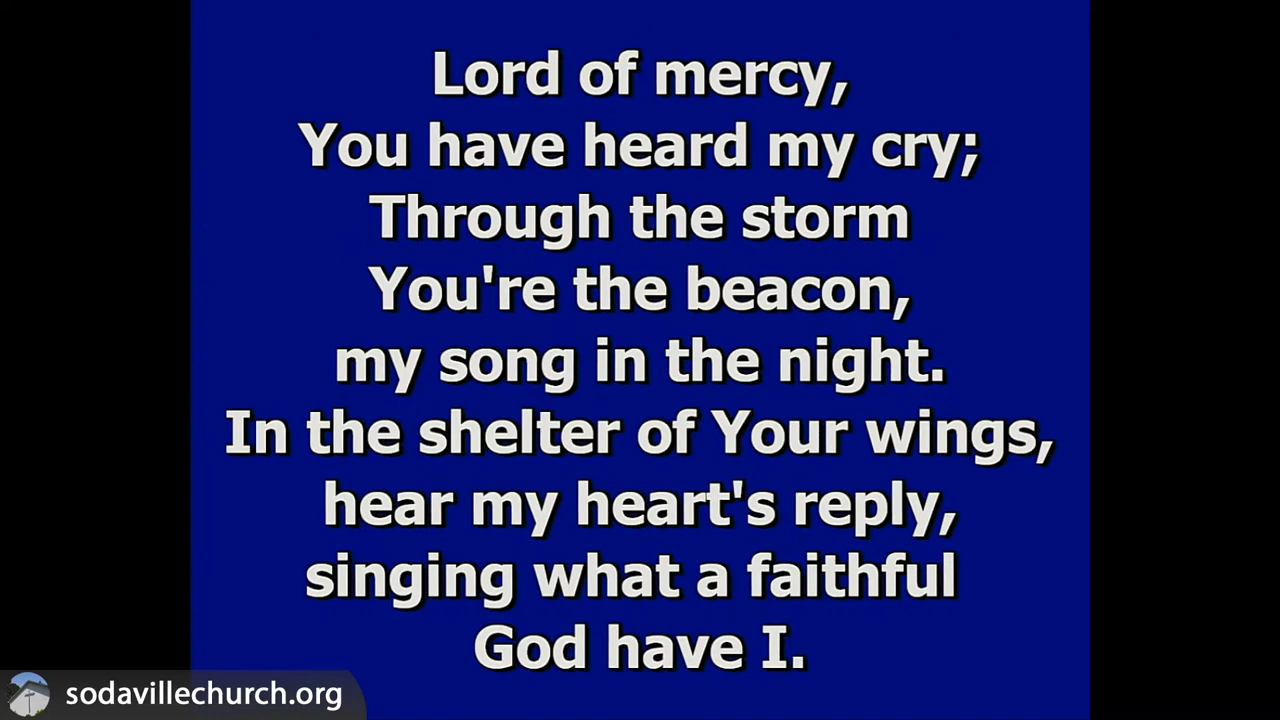 Lord of mercy,
You have heard my cry;
Through the storm
You're the beacon,
my song in the night.
In the shelter of Your wings,
hear my heart's reply,
singing what a faithful
God have I.
sodavillechurch.org